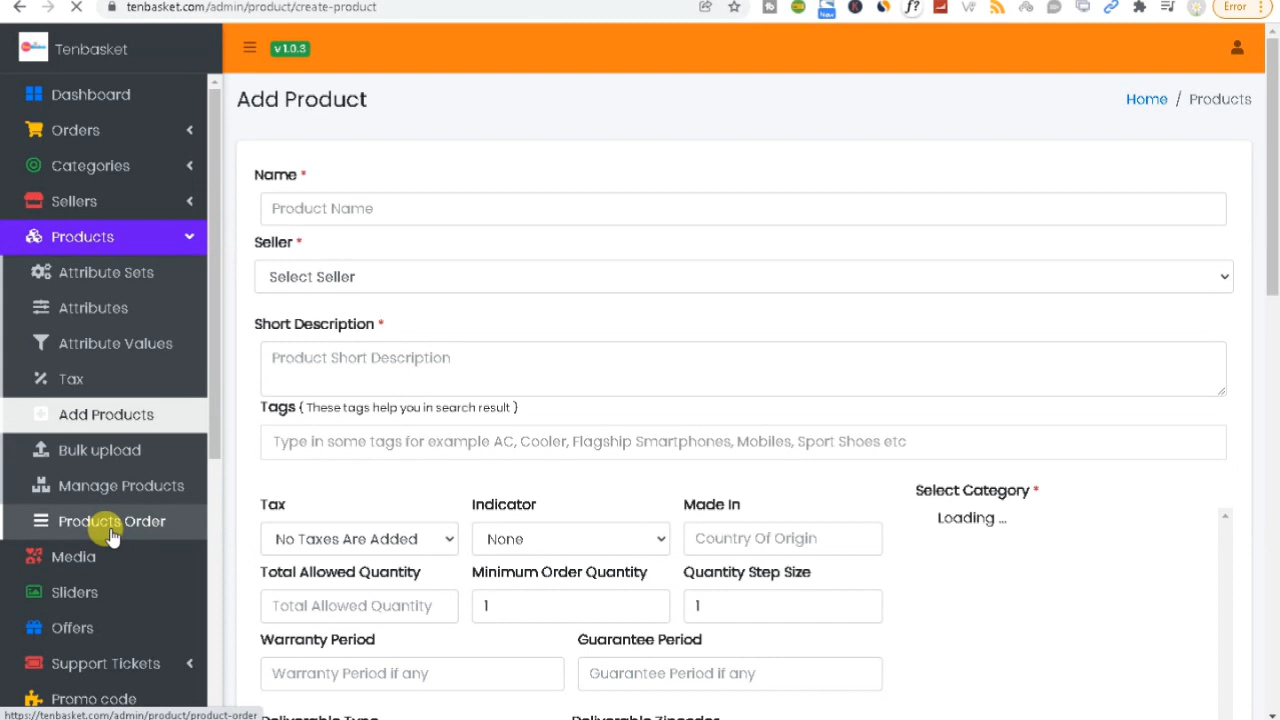 tenbasket.com/admin/product/create-product
Error
New
Tenbasket
v1.0.3
Dashboard
Orders
Categories
Sellers
Products
Attribute Sets
Attributes
Attribute Values
Tax
Add Products
Bulk upload
Manage Products
Products Order
Media
Sliders
Offers
Support Tickets
Promo code
https://tenbasket.com/admin/product/product-order
Add Product
Home / Products
Name *
Product Name
Seller *
Select Seller
Short Description *
Product Short Description
Tags ( These tags help you in search result )
Type in some tags for example AC, Cooler, Flagship Smartphones, Mobiles, Sport Shoes etc
Tax
Indicator
Made In
No Taxes Are Added
None
Country Of Origin
Total Allowed Quantity
Minimum Order Quantity
Quantity Step Size
Total Allowed Quantity
1
1
Warranty Period
Guarantee Period
Warranty Period if any
Guarantee Period if any
Deliverable Type
Deliverable Zipcodes
Select Category *
Loading ...